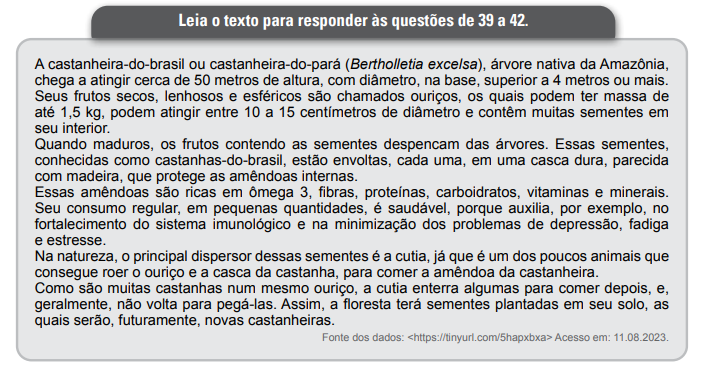 Leia o texto para responder às questões de 39 a 42.
A castanheira-do-brasil ou castanheira-do-pará (Bertholletia excelsa), árvore nativa da Amazônia,
chega a atingir cerca de 50 metros de altura, com diâmetro, na base, superior a 4 metros ou mais.
Seus frutos secos, lenhosos e esféricos são chamados ouriços, os quais podem ter massa de
até 1,5 kg, podem atingir entre 10 a 15 centímetros de diâmetro e contêm muitas sementes em
seu interior.
Quando maduros, os frutos contendo as sementes despencam das árvores. Essas sementes,
conhecidas como castanhas-do-brasil, estão envoltas, cada uma, em uma casca dura, parecida
com madeira, que protege as amêndoas internas.
Essas amêndoas são ricas em ômega 3, fibras, proteínas, carboidratos, vitaminas e minerais.
Seu consumo regular, em pequenas quantidades, é saudável, porque auxilia, por exemplo, no
fortalecimento do sistema imunológico e na minimização dos problemas de depressão, fadiga
e estresse.
Na natureza, o principal dispersor dessas sementes é a cutia, já que é um dos poucos animais que
consegue roer o ouriço e a casca da castanha, para comer a amêndoa da castanheira.
Como são muitas castanhas num mesmo ouriço, a cutia enterra algumas para comer depois, e,
geralmente, não volta para pegá-las. Assim, a floresta terá sementes plantadas em seu solo, as
quais serão, futuramente, novas castanheiras.
Fonte dos dados: <https://tinyurl.com/5hapxbxa> Acesso em: 11.08.2023.